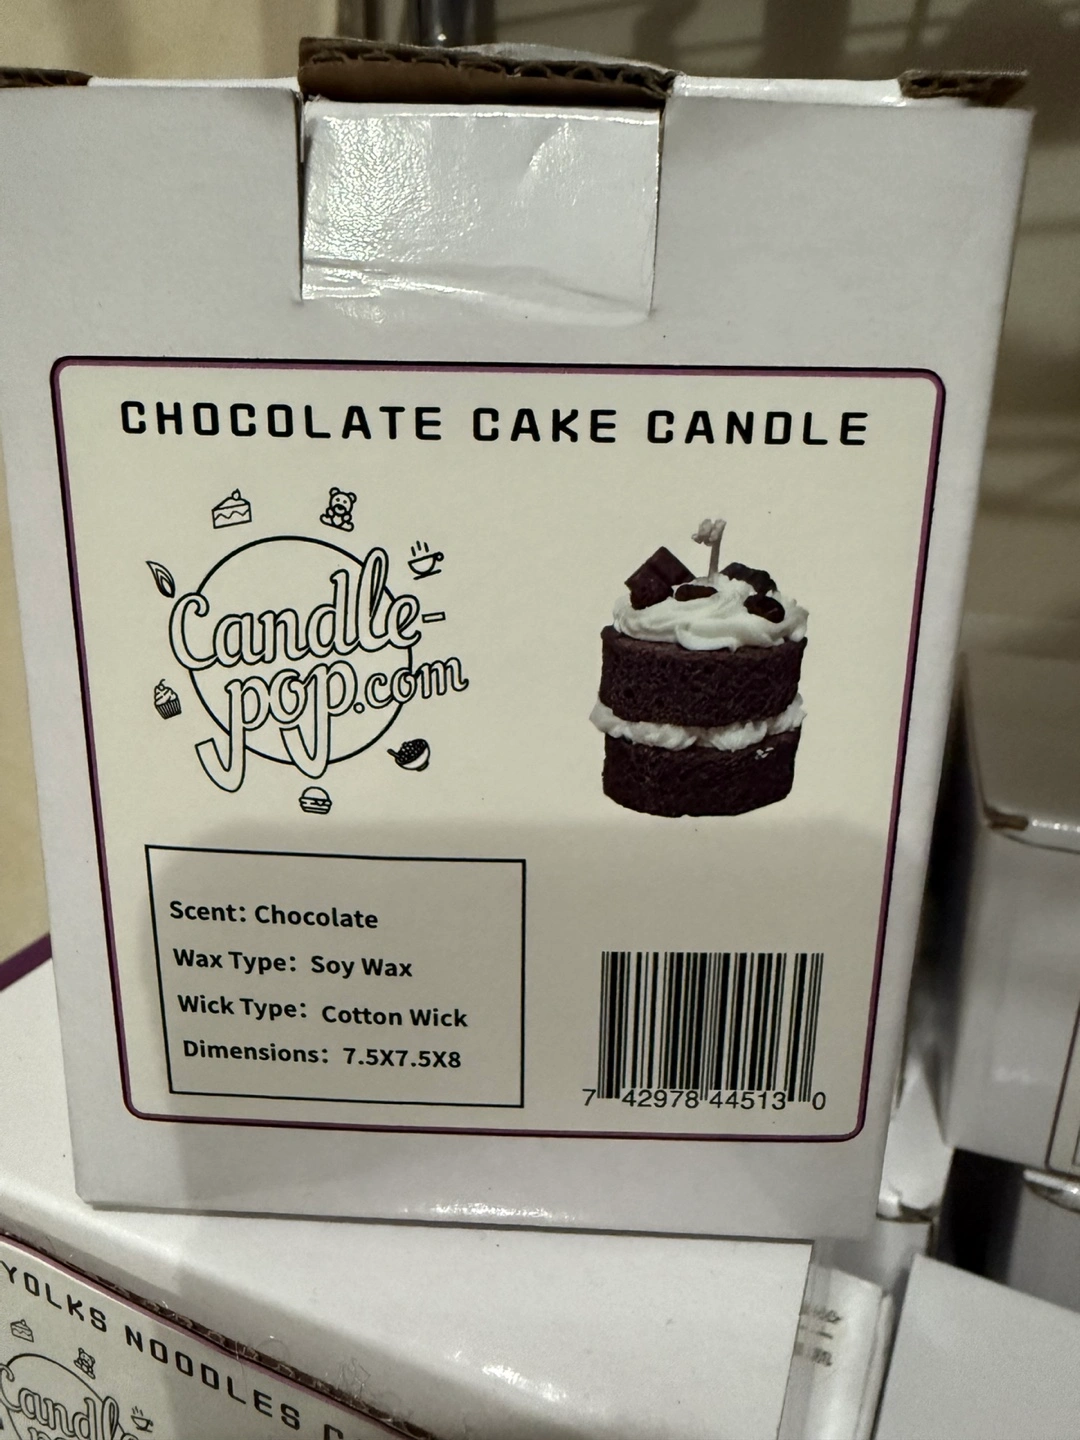 CHOCOLATE CAKE CANDLE
Candle-
pop.com
Scent: Chocolate
Wax Type: Soy Wax
Wick Type: Cotton Wick
Dimensions: 7.5X7.5X8
7 42978 44513 0
YOLKS NOODLES
Candle